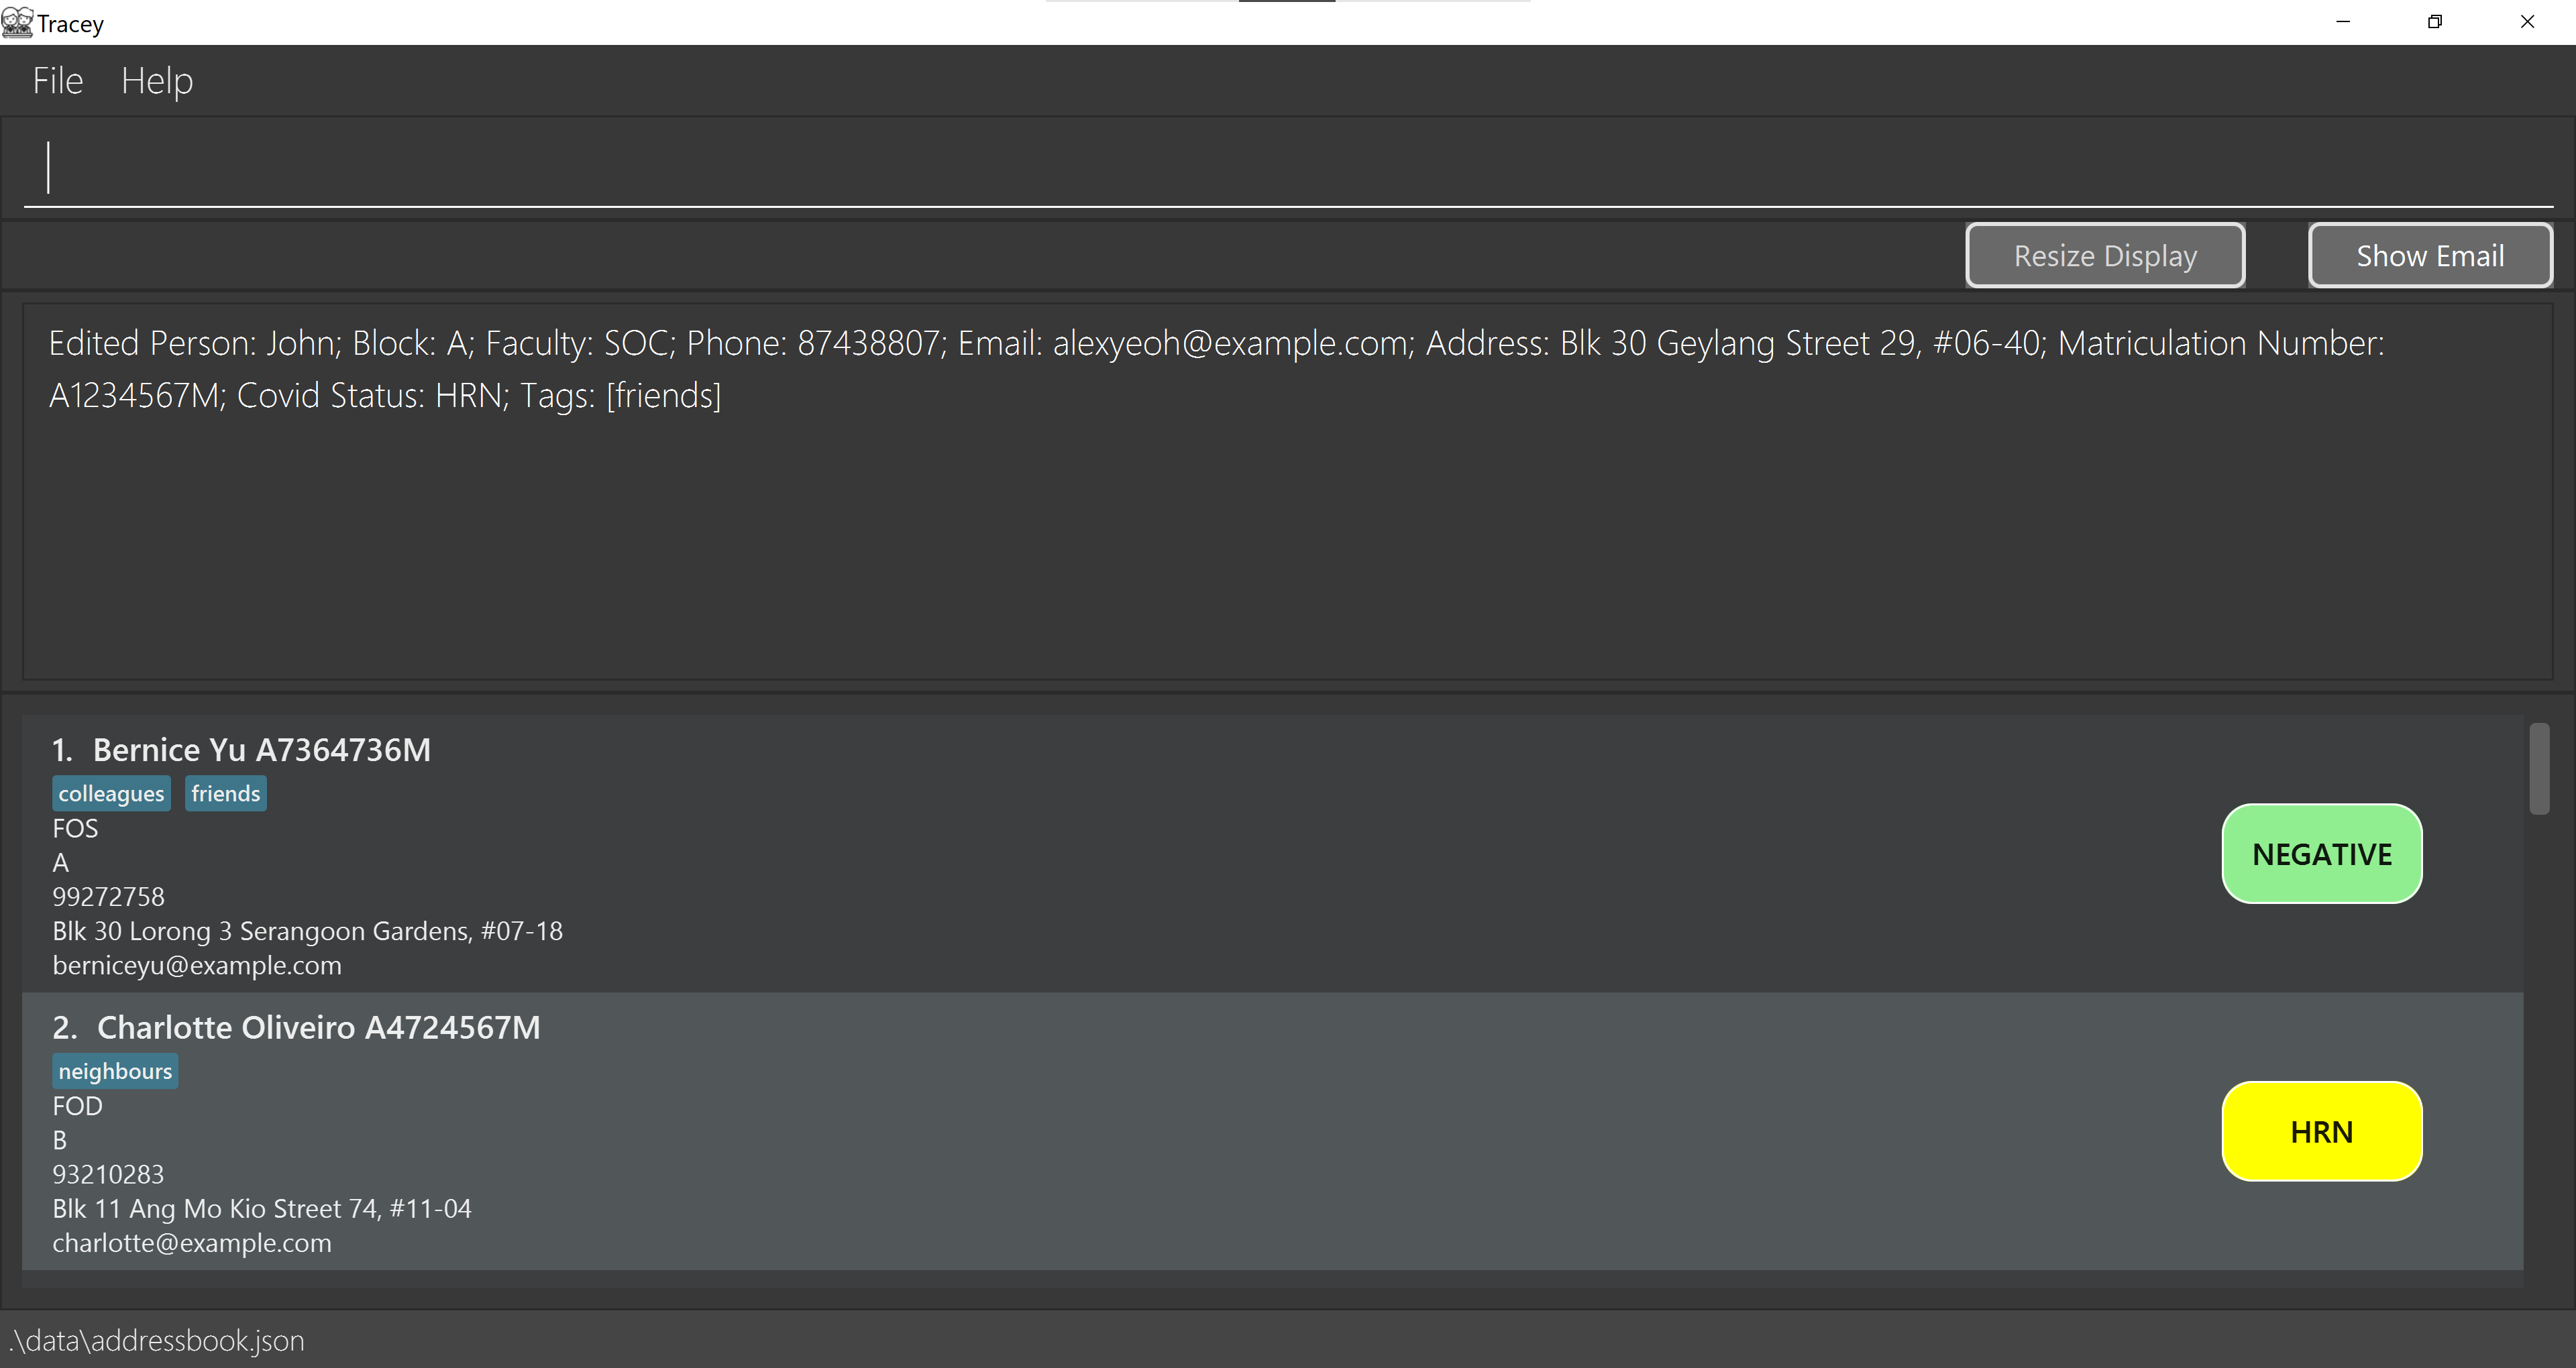 Tracey
File Help
Resize Display Show Email
Edited Person: John; Block: A; Faculty: SOC; Phone: 87438807; Email: alexyeoh@example.com; Address: Blk 30 Geylang Street 29, #06-40; Matriculation Number:
A1234567M; Covid Status: HRN; Tags: [friends]
1. Bernice Yu A7364736M
colleagues friends
FOS
A
99272758
Blk 30 Lorong 3 Serangoon Gardens, #07-18
berniceyu@example.com
NEGATIVE
2. Charlotte Oliveiro A4724567M
neighbours
FOD
B
93210283
Blk 11 Ang Mo Kio Street 74, #11-04
charlotte@example.com
HRN
.\data\addressbook.json